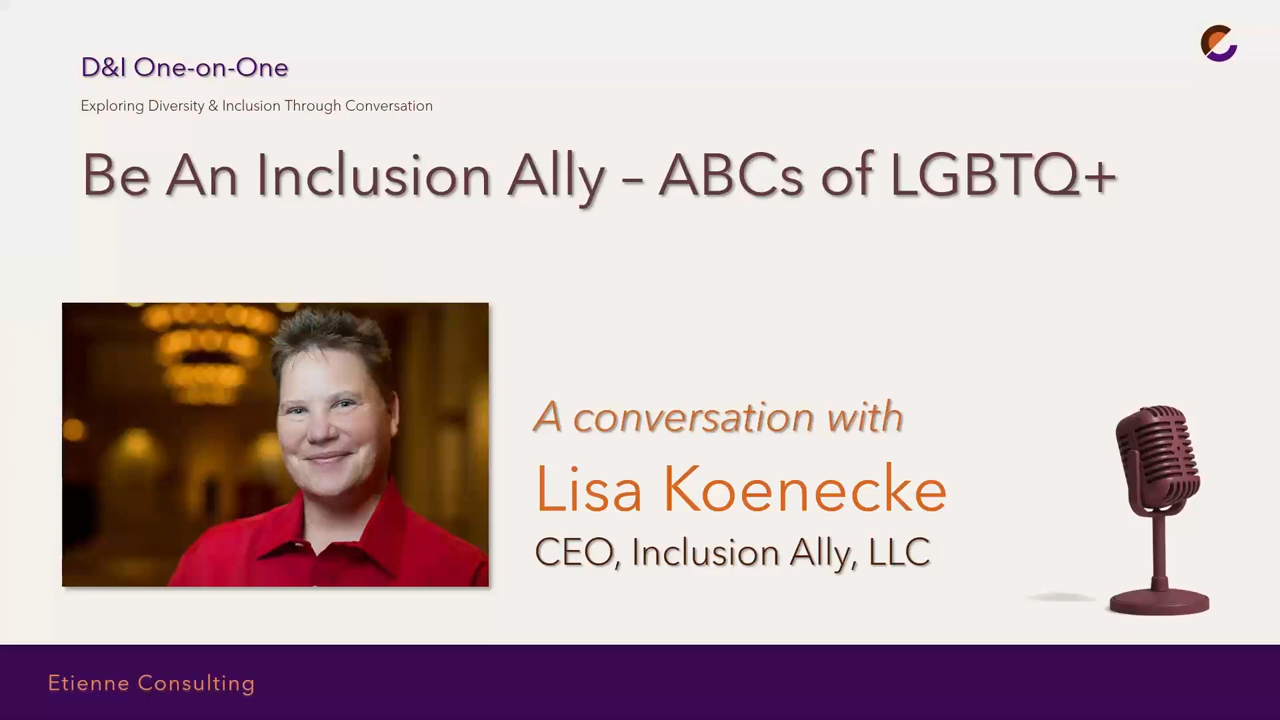 D&I One-on-One
Exploring Diversity & Inclusion Through Conversation
Be An Inclusion Ally – ABCs of LGBTQ+
A conversation with
Lisa Koenecke
CEO, Inclusion Ally, LLC
Etienne Consulting